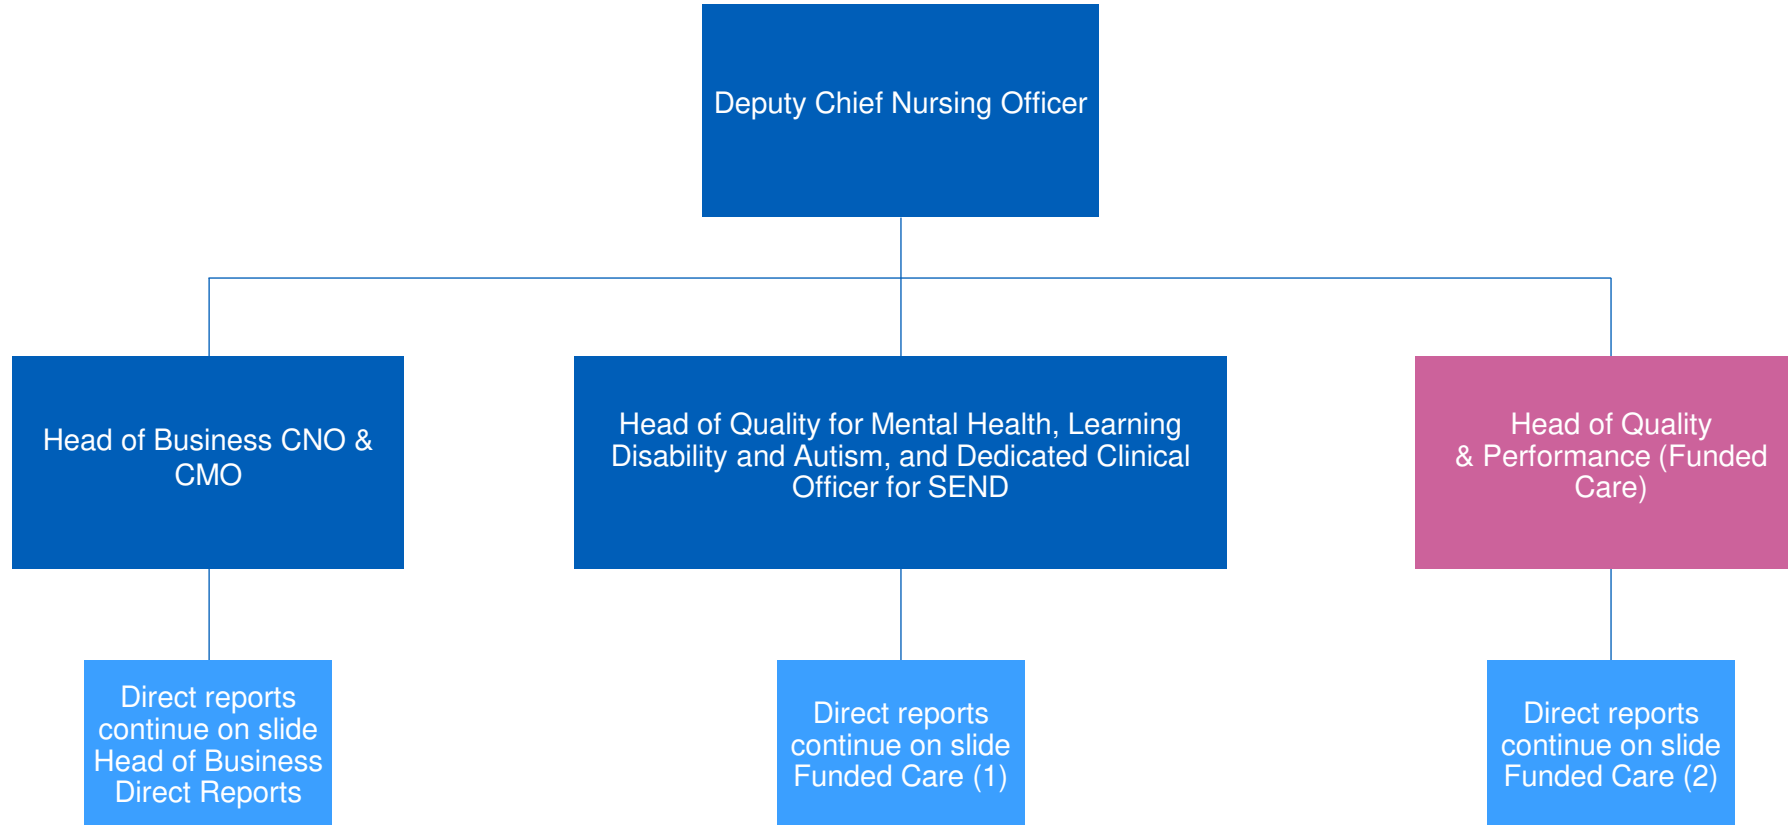 Deputy Chief Nursing Officer
Head of Business CNO &
CMO
Head of Quality for Mental Health, Learning
Disability and Autism, and Dedicated Clinical
Officer for SEND
Head of Quality
& Performance (Funded
Care)
Direct reports
continue on slide
Head of Business
Direct Reports
Direct reports
continue on slide
Funded Care (1)
Direct reports
continue on slide
Funded Care (2)